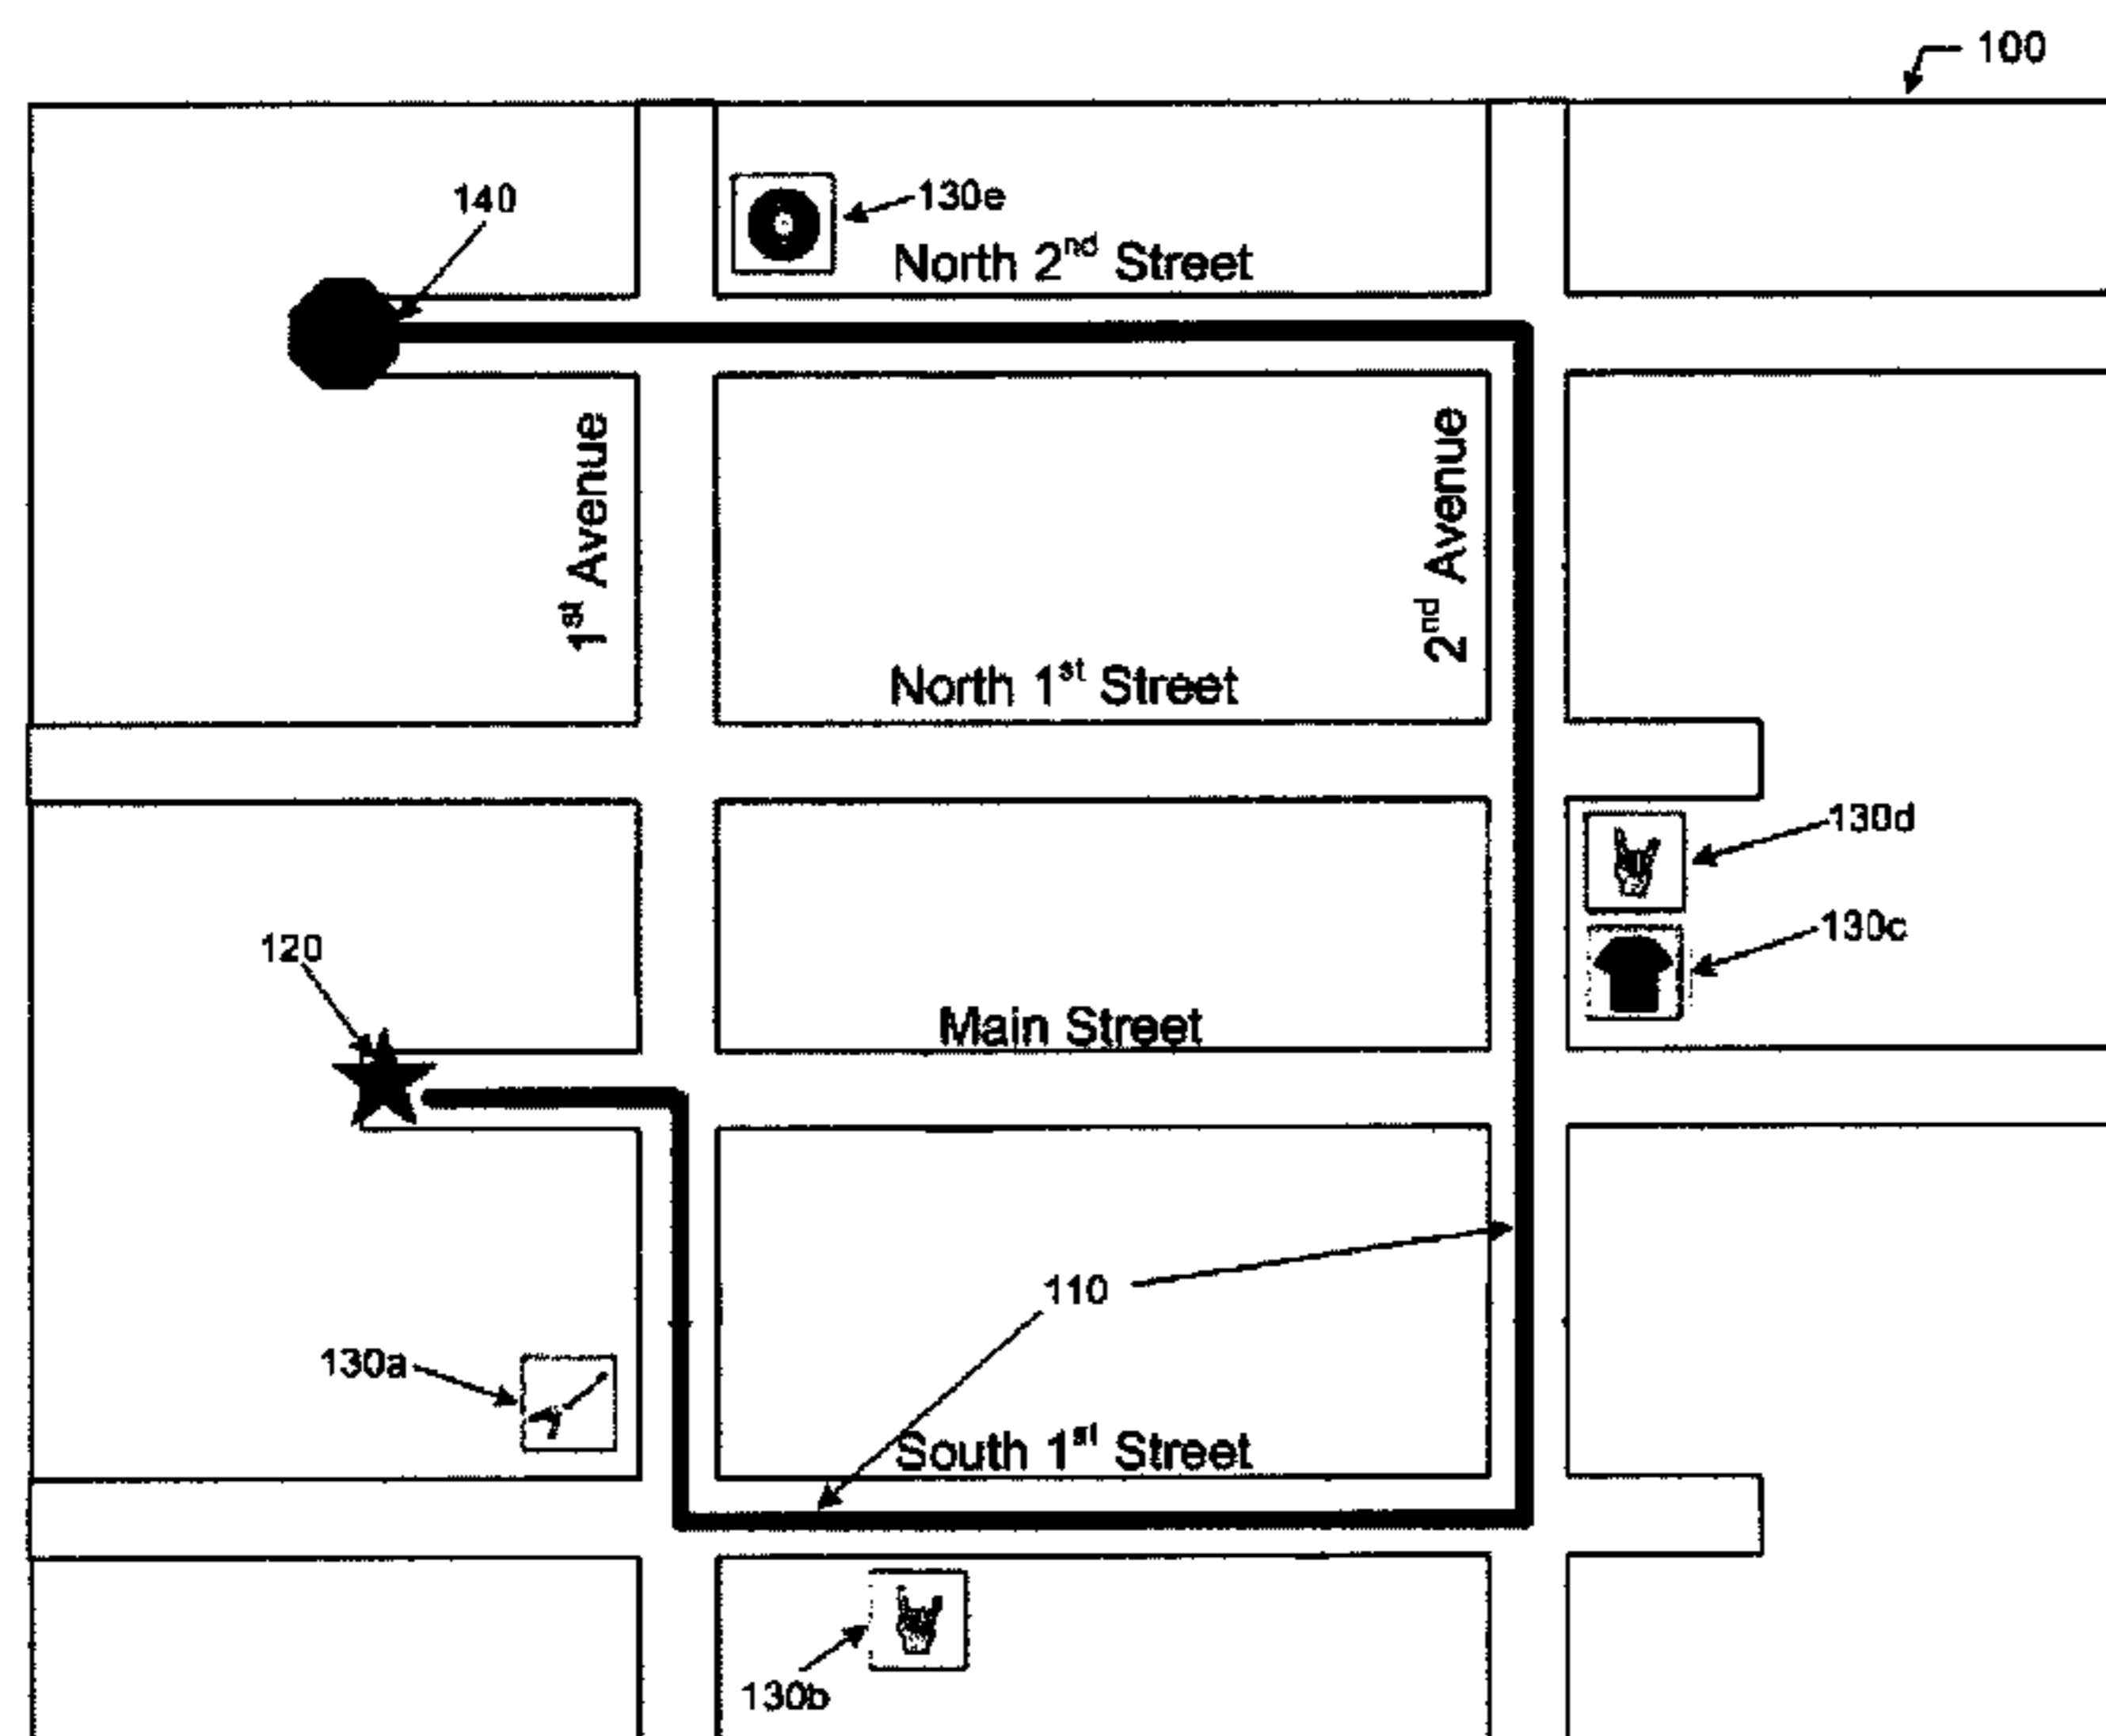 100
140
130e
North 2nd Street
1st Avenue
2nd Avenue
North 1st Street
130d
130c
120
Main Street
110
130a
South 1st Street
130b